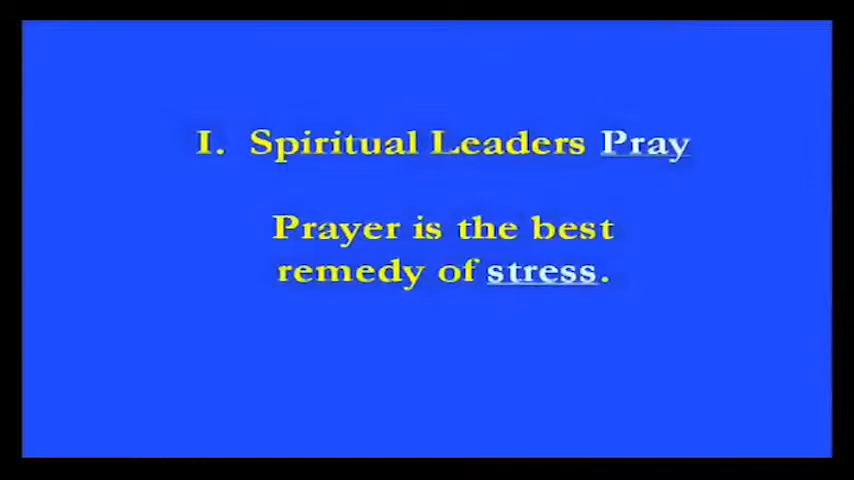 I. Spiritual Leaders Pray
Prayer is the best
remedy of stress.